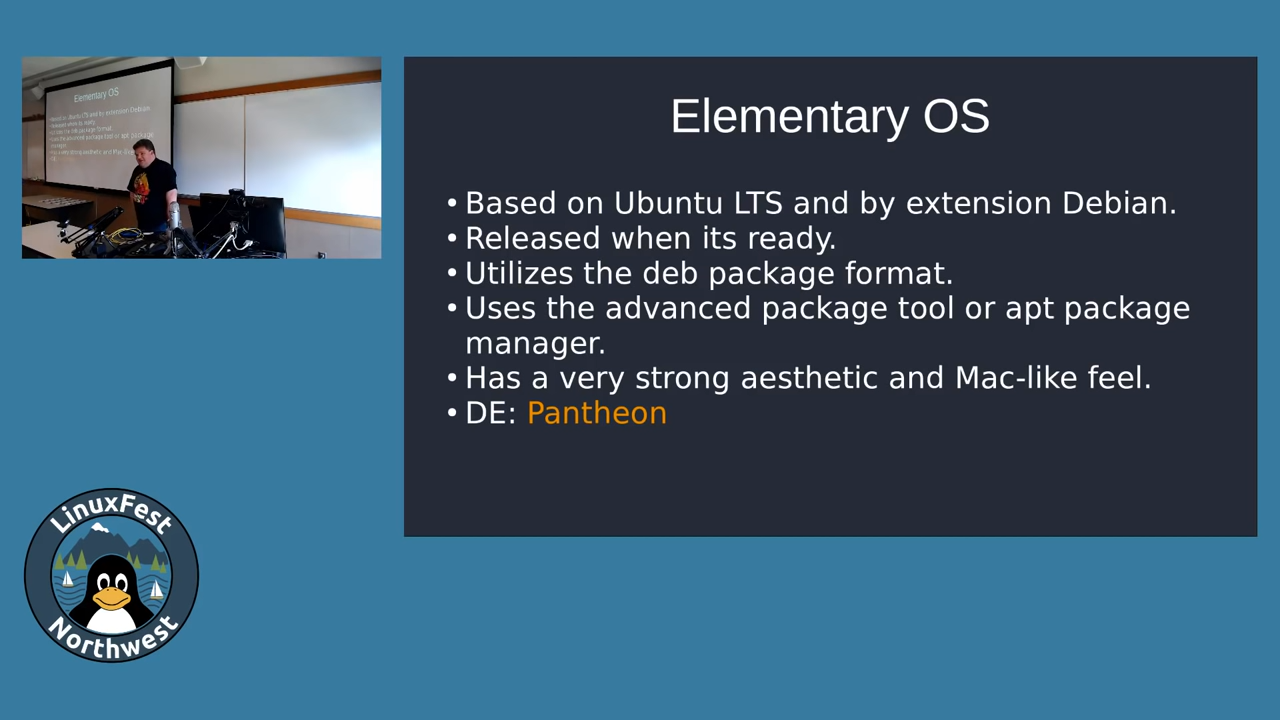 Elementary OS
Elementary OS
• Based on Ubuntu LTS and by extension Debian.
• Released when its ready.
• Utilizes the deb package format.
• Uses the advanced package tool or apt package
manager.
• Has a very strong aesthetic and Mac-like feel.
• DE: Pantheon
LinuxFest
Northwest